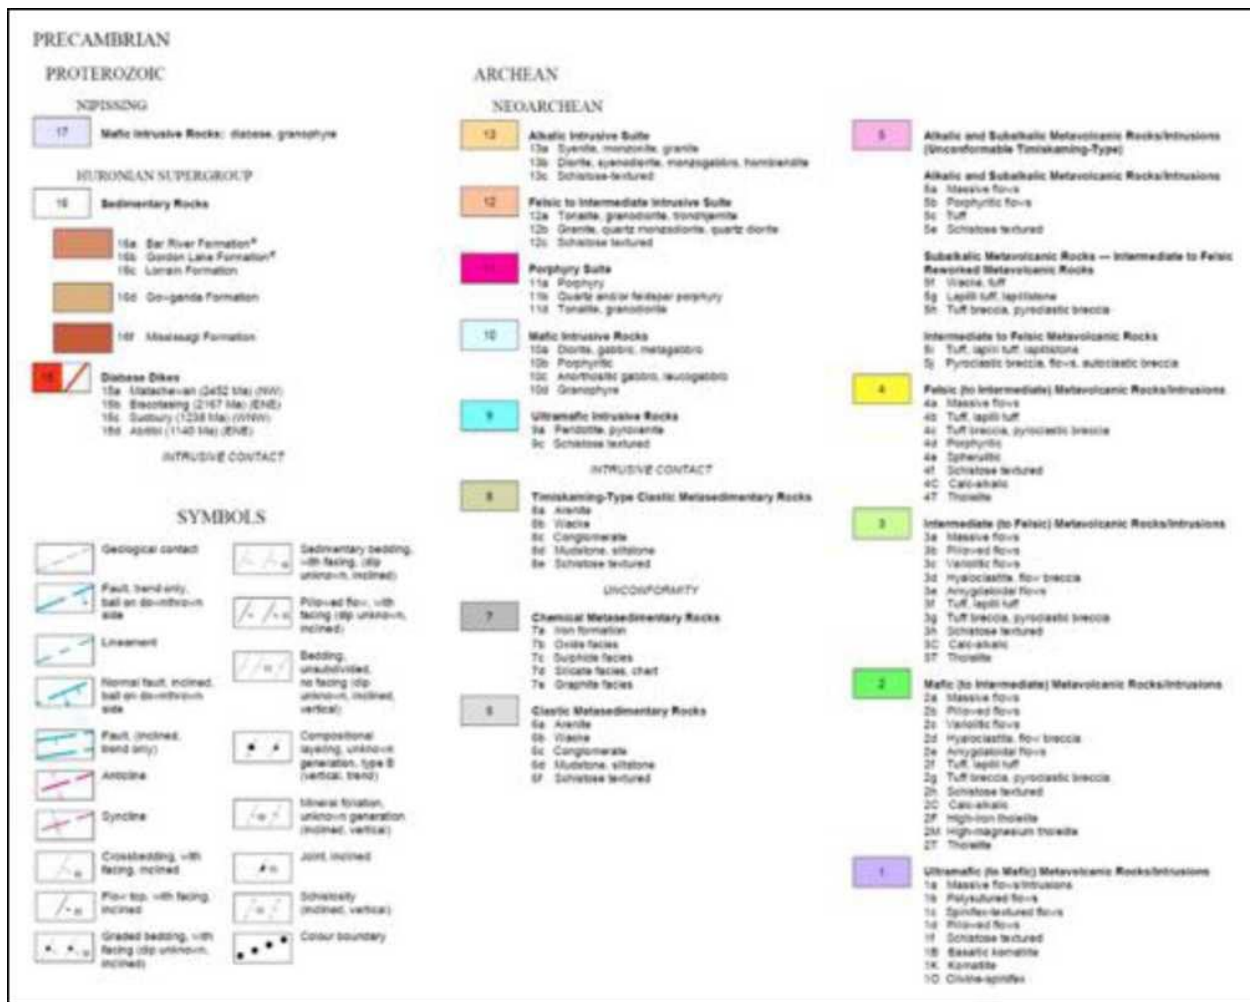 PRECAMBRIAN
PROTEROZOIC
NIPISSING
17 Mafic Intrusive Rocks: diabase, granophyre
HURONIAN SUPERGROUP
16 Sedimentary Rocks
16a Bar River Formation*
16b Gordon Lake Formation*
16c Lorrain Formation
16d Gowganda Formation
16f Mississagi Formation
15 Diabase Dikes
15a Matachewan (2452 Ma) (NW)
15b Biscotasing (2167 Ma) (ENE)
15c Sudbury (1238 Ma) (WNW)
15d Abitibi (1140 Ma) (ENE)
INTRUSIVE CONTACT
SYMBOLS
Geological contact
Fault, trend only,
ball on downthrown
side
Lineament
Normal fault, inclined,
ball on downthrown
side
Fault, (inclined,
trend only)
Anticline
Syncline
Crossbedding, with
facing, inclined
Flow top, with facing,
inclined
Graded bedding, with
facing (dip unknown,
inclined)
Sedimentary bedding,
with facing, (dip
unknown, inclined)
Pillowed flow, with
facing (dip unknown,
inclined)
Bedding,
unsubdivided,
no facing (dip
unknown, inclined,
vertical)
Compositional
layering, unknown
generation, type B
(vertical, trend)
Mineral foliation,
unknown generation
(inclined, vertical)
Joint, inclined
Schistosity
(inclined, vertical)
Colour boundary
ARCHEAN
NEOARCHEAN
13 Alkalic Intrusive Suite
13a Syenite, monzonite, granite
13b Diorite, syenodiorite, monzogabbro, hornblendite
13c Schistose-textured
12 Felsic to Intermediate Intrusive Suite
12a Tonalite, granodiorite, trondhjemite
12b Granite, quartz monzodiorite, quartz diorite
12c Schistose textured
11 Porphyry Suite
11a Porphyry
11b Quartz and/or feldspar porphyry
11d Tonalite, granodiorite
10 Mafic Intrusive Rocks
10a Diorite, gabbro, metagabbro
10b Porphyritic
10c Anorthositic gabbro, leucogabbro
10d Granophyre
9 Ultramafic Intrusive Rocks
9a Peridotite, pyroxenite
9c Schistose textured
INTRUSIVE CONTACT
8 Timiskaming-Type Clastic Metasedimentary Rocks
8a Arenite
8b Wacke
8c Conglomerate
8d Mudstone, siltstone
8e Schistose textured
UNCONFORMITY
7 Chemical Metasedimentary Rocks
7a Iron formation
7b Oxide facies
7c Sulphide facies
7d Silicate facies, chert
7e Graphite facies
6 Clastic Metasedimentary Rocks
6a Arenite
6b Wacke
6c Conglomerate
6d Mudstone, siltstone
6f Schistose textured
5 Alkalic and Subalkalic Metavolcanic Rocks/Intrusions
(Unconformable Timiskaming-Type)
Alkalic and Subalkalic Metavolcanic Rocks/Intrusions
5a Massive flows
5b Porphyritic flows
5c Tuff
5e Schistose textured
Subalkalic Metavolcanic Rocks — Intermediate to Felsic
Reworked Metavolcanic Rocks
5f Wacke, tuff
5g Lapilli tuff, lapillistone
5h Tuff breccia, pyroclastic breccia
Intermediate to Felsic Metavolcanic Rocks
5i Tuff, lapilli tuff, lapillistone
5j Pyroclastic breccia, flows, autoclastic breccia
4 Felsic (to Intermediate) Metavolcanic Rocks/Intrusions
4a Massive flows
4b Tuff, lapilli tuff
4c Tuff breccia, pyroclastic breccia
4d Porphyritic
4e Spherulitic
4f Schistose textured
4C Calc-alkalic
4T Tholeiite
3 Intermediate (to Felsic) Metavolcanic Rocks/Intrusions
3a Massive flows
3b Pillowed flows
3c Variolitic flows
3d Hyaloclastite, flow breccia
3e Amygdaloidal flows
3f Tuff, lapilli tuff
3g Tuff breccia, pyroclastic breccia
3h Schistose textured
3C Calc-alkalic
3T Tholeiite
2 Mafic (to Intermediate) Metavolcanic Rocks/Intrusions
2a Massive flows
2b Pillowed flows
2c Variolitic flows
2d Hyaloclastite, flow breccia
2e Amygdaloidal flows
2f Tuff, lapilli tuff
2g Tuff breccia, pyroclastic breccia
2h Schistose textured
2C Calc-alkalic
2F High-iron tholeiite
2M High-magnesium tholeiite
2T Tholeiite
1 Ultramafic (to Mafic) Metavolcanic Rocks/Intrusions
1a Massive flows/intrusions
1b Polysutured flows
1c Spinifex-textured flows
1d Pillowed flows
1f Schistose textured
1B Basaltic komatiite
1K Komatiite
1O Olivine-spinifex